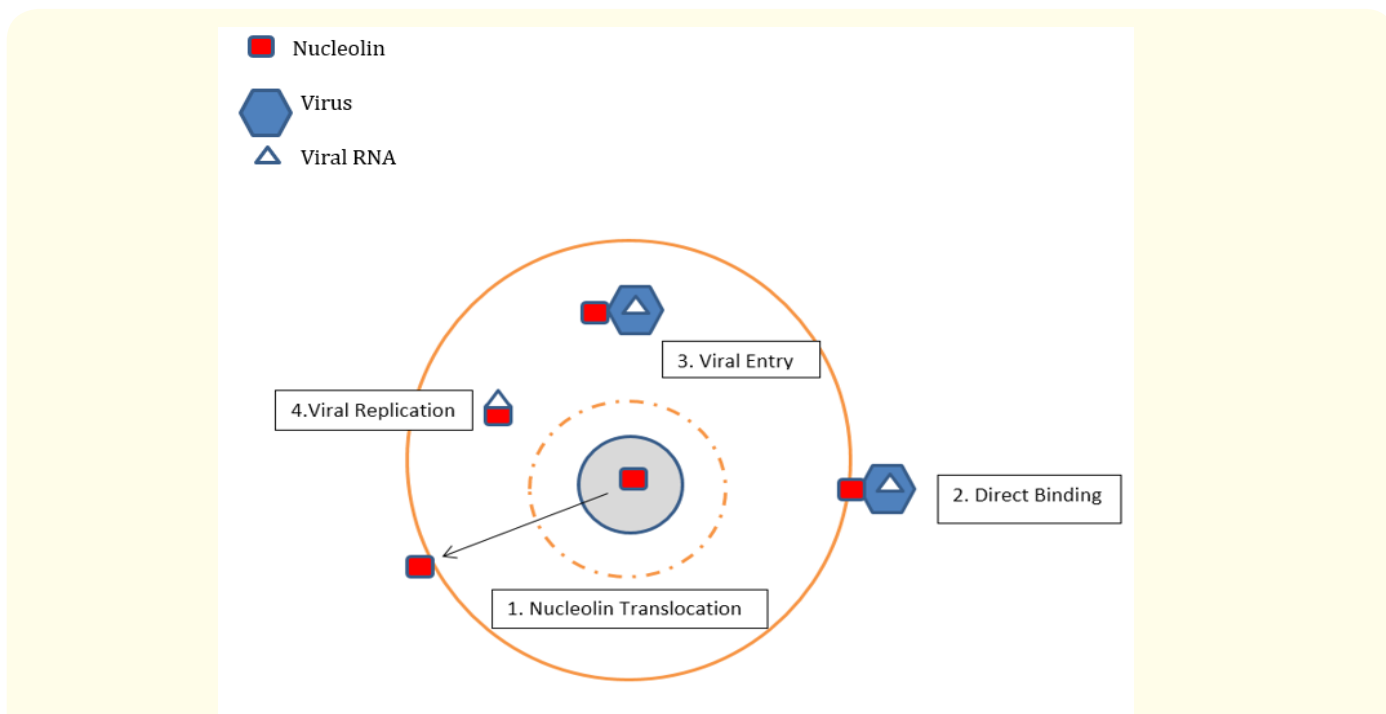 Nucleolin
Virus
Viral RNA
3. Viral Entry
4.Viral Replication
2. Direct Binding
1. Nucleolin Translocation